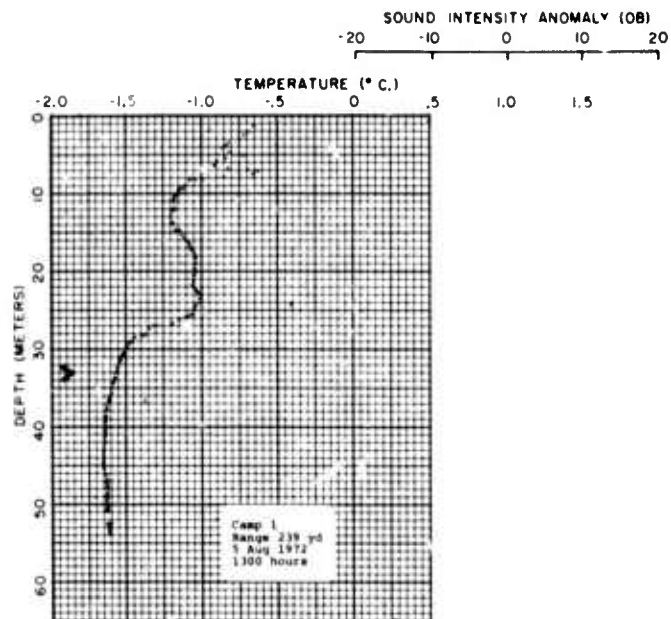 SOUND INTENSITY ANOMALY (OB)
-20 -10 0 10 20
TEMPERATURE (° C.)
-2.0 -1.5 -1.0 -.5 0 .5 1.0 1.5
DEPTH (METERS)
0
10
20
30
40
50
60
Camp 1
Range 239 yd
5 Aug 1972
1300 hours